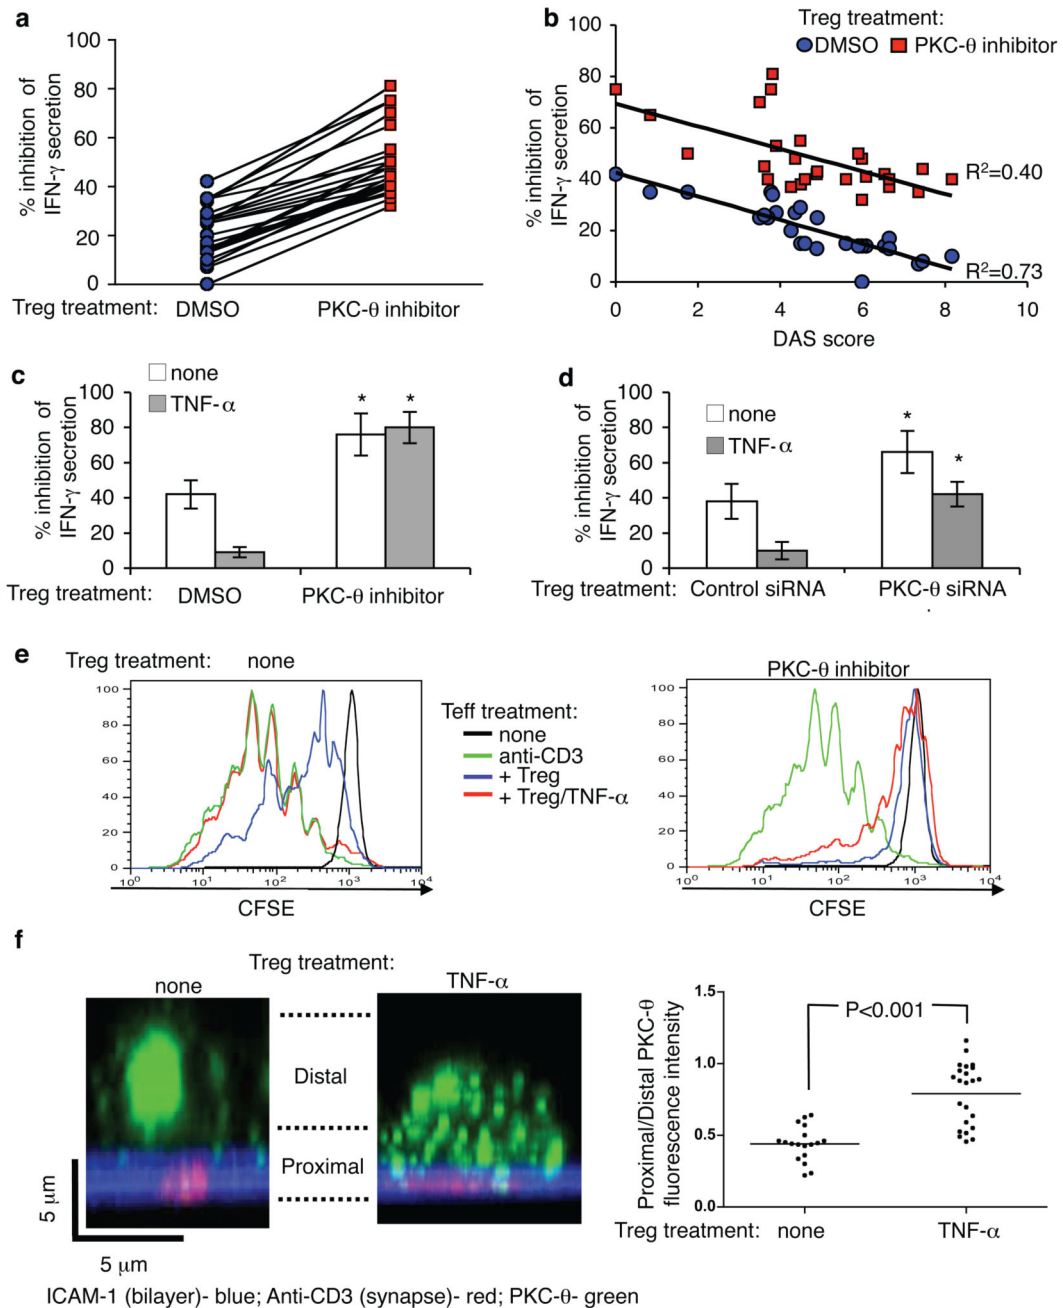 a
% inhibition of
IFN-γ secretion
100
80
60
40
20
0
Treg treatment: DMSO PKC-θ inhibitor
b
Treg treatment:
DMSO PKC-θ inhibitor
% inhibition of
IFN-γ secretion
100
80
60
40
20
0
R²=0.40
R²=0.73
0 2 4 6 8 10
DAS score
c
none
TNF-α
% inhibition of
IFN-γ secretion
100
80
60
40
20
0
* *
Treg treatment: DMSO PKC-θ inhibitor
d
none
TNF-α
% inhibition of
IFN-γ secretion
100
80
60
40
20
0
*
*
Treg treatment: Control siRNA PKC-θ siRNA
e
Treg treatment: none
100
80
60
40
20
0
10⁰ 10¹ 10² 10³ 10⁴
CFSE
Teff treatment:
none
anti-CD3
+ Treg
+ Treg/TNF-α
PKC-θ inhibitor
100
80
60
40
20
0
10⁰ 10¹ 10² 10³ 10⁴
CFSE
f
Treg treatment:
none
TNF-α
Distal
Proximal
5 μm
5 μm
Proximal/Distal PKC-θ
fluorescence intensity
1.5
1.0
0.5
0.0
P<0.001
Treg treatment: none TNF-α
ICAM-1 (bilayer)- blue; Anti-CD3 (synapse)- red; PKC-θ- green